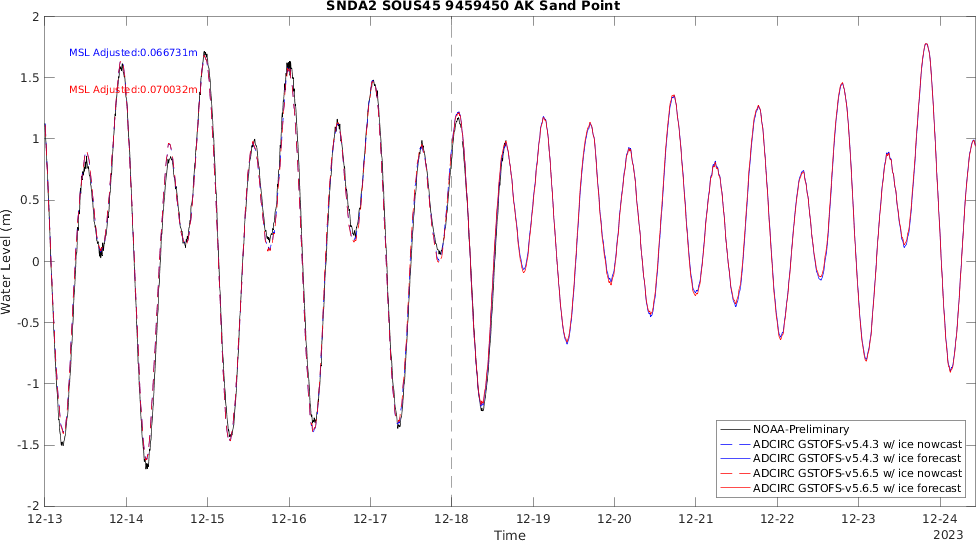 SNDA2 SOUS45 9459450 AK Sand Point
MSL Adjusted:0.066731m
MSL Adjusted:0.070032m
Water Level (m)
2
1.5
1
0.5
0
-0.5
-1
-1.5
-2
12-13 12-14 12-15 12-16 12-17 12-18 12-19 12-20 12-21 12-22 12-23 12-24
Time
2023
NOAA-Preliminary
ADCIRC GSTOFS-v5.4.3 w/ ice nowcast
ADCIRC GSTOFS-v5.4.3 w/ ice forecast
ADCIRC GSTOFS-v5.6.5 w/ ice nowcast
ADCIRC GSTOFS-v5.6.5 w/ ice forecast